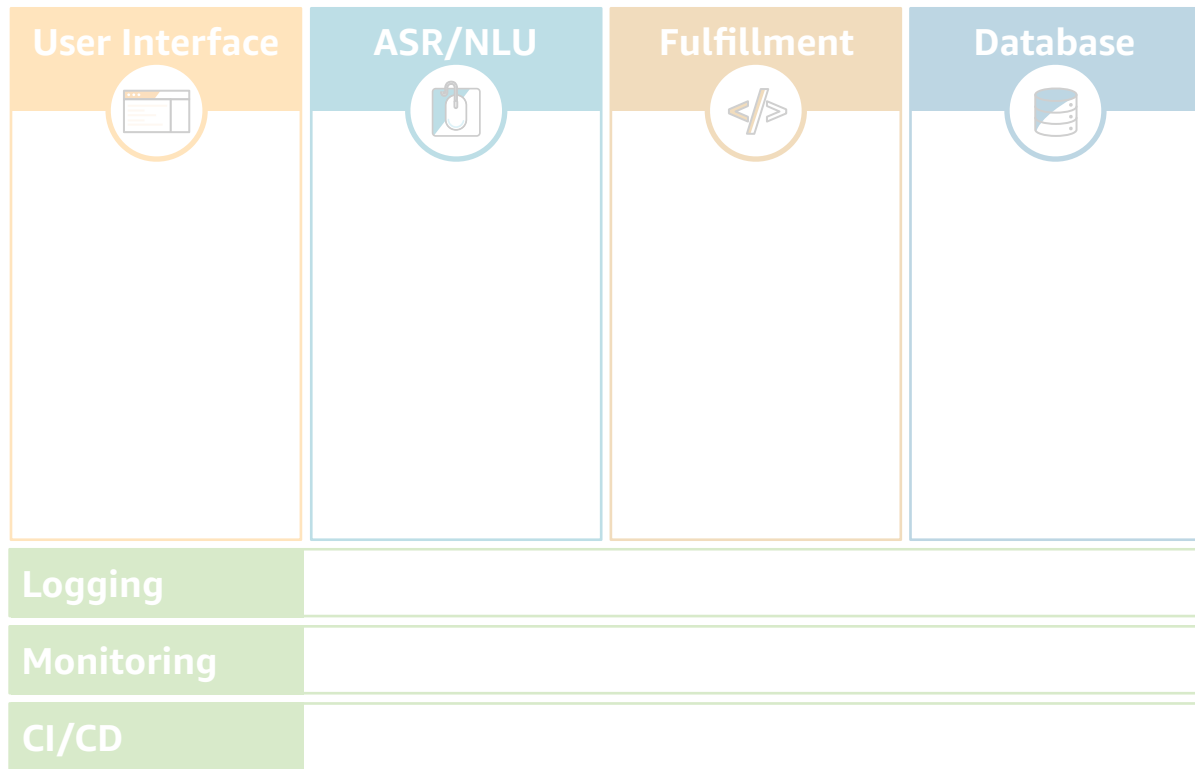 User Interface
ASR/NLU
Fulfillment
Database
</>
Logging
Monitoring
CI/CD